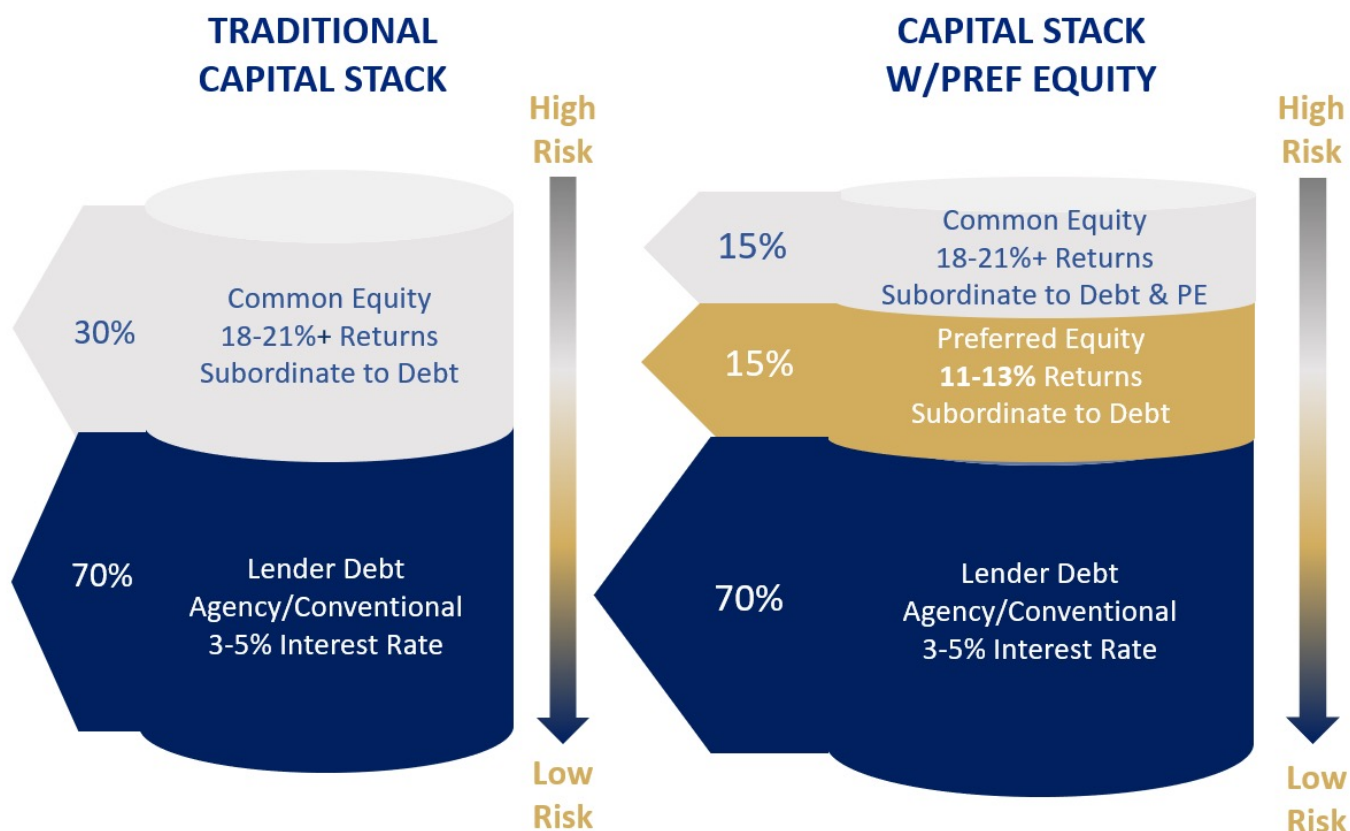 TRADITIONAL
CAPITAL STACK
High
Risk
30%
Common Equity
18-21%+ Returns
Subordinate to Debt
70%
Lender Debt
Agency/Conventional
3-5% Interest Rate
Low
Risk
CAPITAL STACK
W/PREF EQUITY
High
Risk
15%
Common Equity
18-21%+ Returns
Subordinate to Debt & PE
15%
Preferred Equity
11-13% Returns
Subordinate to Debt
70%
Lender Debt
Agency/Conventional
3-5% Interest Rate
Low
Risk